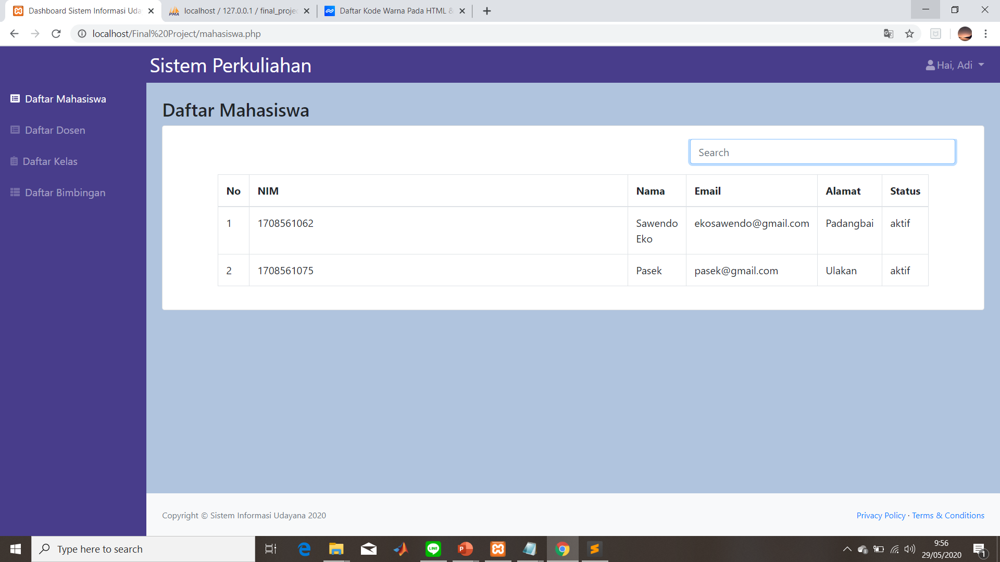 Dashboard Sistem Informasi Uda
localhost / 127.0.0.1 / final_proje
Daftar Kode Warna Pada HTML &
localhost/Final%20Project/mahasiswa.php
Sistem Perkuliahan
Hai, Adi
Daftar Mahasiswa
Daftar Dosen
Daftar Kelas
Daftar Bimbingan
Daftar Mahasiswa
Search
No NIM Nama Email Alamat Status
1 1708561062 Sawendo Eko ekosawendo@gmail.com Padangbai aktif
2 1708561075 Pasek pasek@gmail.com Ulakan aktif
Copyright © Sistem Informasi Udayana 2020
Privacy Policy · Terms & Conditions
Type here to search
LINE
9:56
29/05/2020
1